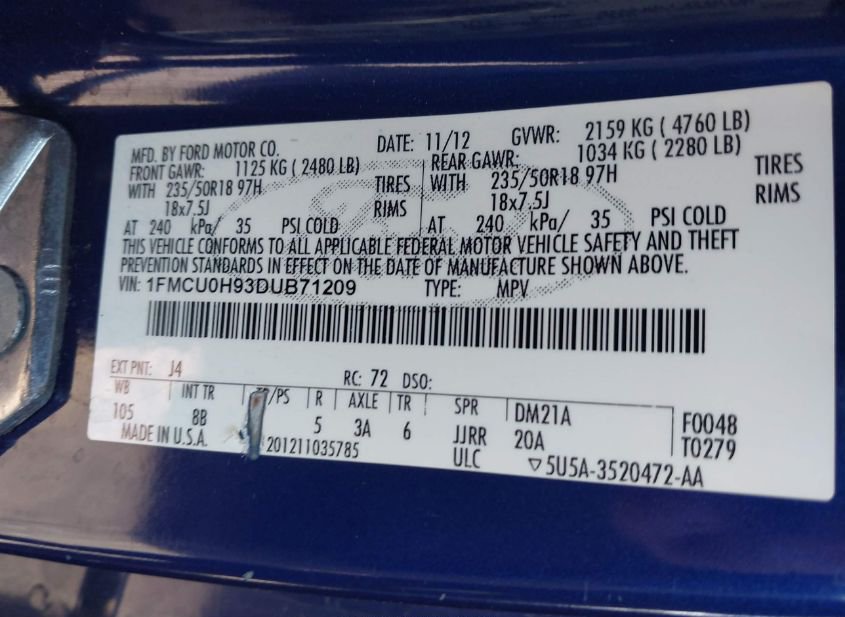 MFD. BY FORD MOTOR CO. DATE: 11/12 GVWR: 2159 KG ( 4760 LB)
FRONT GAWR: 1125 KG ( 2480 LB) REAR GAWR: 1034 KG ( 2280 LB)
WITH 235/50R18 97H TIRES WITH 235/50R18 97H TIRES
18x7.5J RIMS 18x7.5J RIMS
AT 240 kPa/ 35 PSI COLD AT 240 kPa/ 35 PSI COLD
THIS VEHICLE CONFORMS TO ALL APPLICABLE FEDERAL MOTOR VEHICLE SAFETY AND THEFT
PREVENTION STANDARDS IN EFFECT ON THE DATE OF MANUFACTURE SHOWN ABOVE.
VIN: 1FMCU0H93DUB71209 TYPE: MPV
EXT PNT: J4 RC: 72 DSO:
WB INT TR /PS R AXLE TR SPR DM21A F0048
105 8B 5 3A 6 JJRR 20A T0279
MADE IN U.S.A. 201211035785 ULC ▽5U5A-3520472-AA